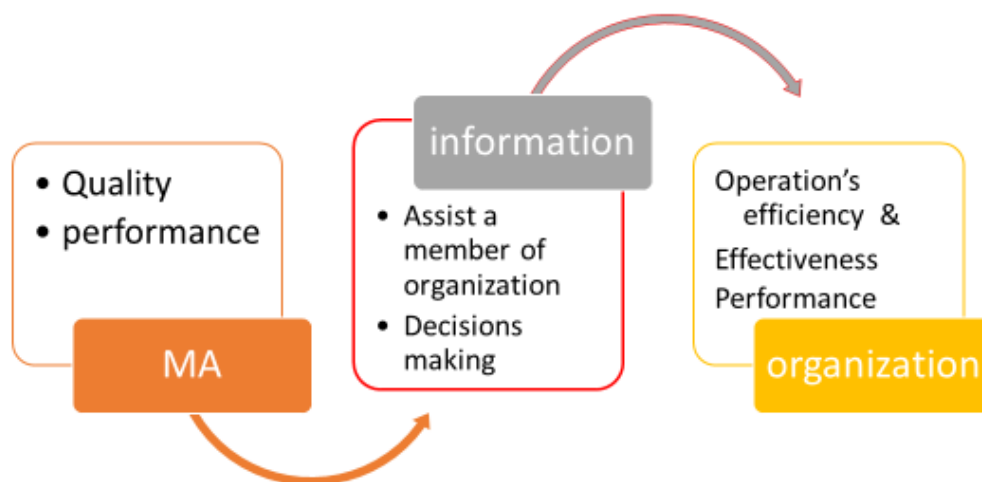 • Quality
• performance
MA
information
• Assist a
member of
organization
• Decisions
making
Operation's
efficiency &
Effectiveness
Performance
organization